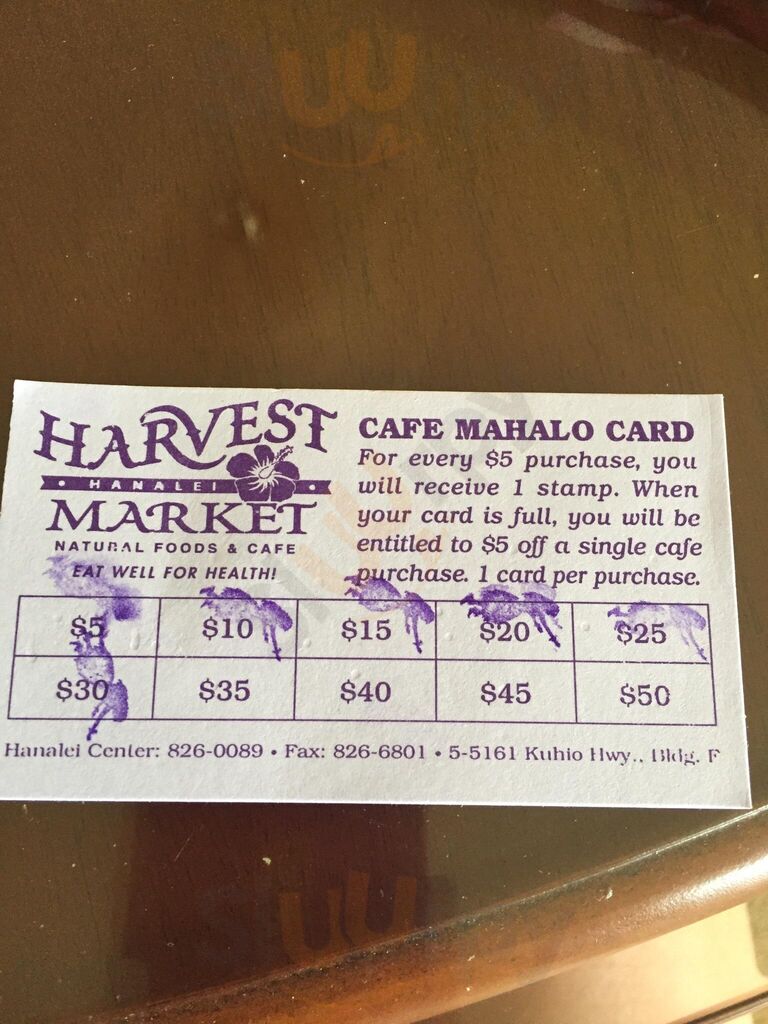 HARVEST
• HANALEI •
MARKET
NATURAL FOODS & CAFE
EAT WELL FOR HEALTH!
CAFE MAHALO CARD
For every $5 purchase, you
will receive 1 stamp. When
your card is full, you will be
entitled to $5 off a single cafe
purchase. 1 card per purchase.
$5 $10 $15 $20 $25
$30 $35 $40 $45 $50
Hanalei Center: 826-0089 • Fax: 826-6801 • 5-5161 Kuhio Hwy., Bldg. F